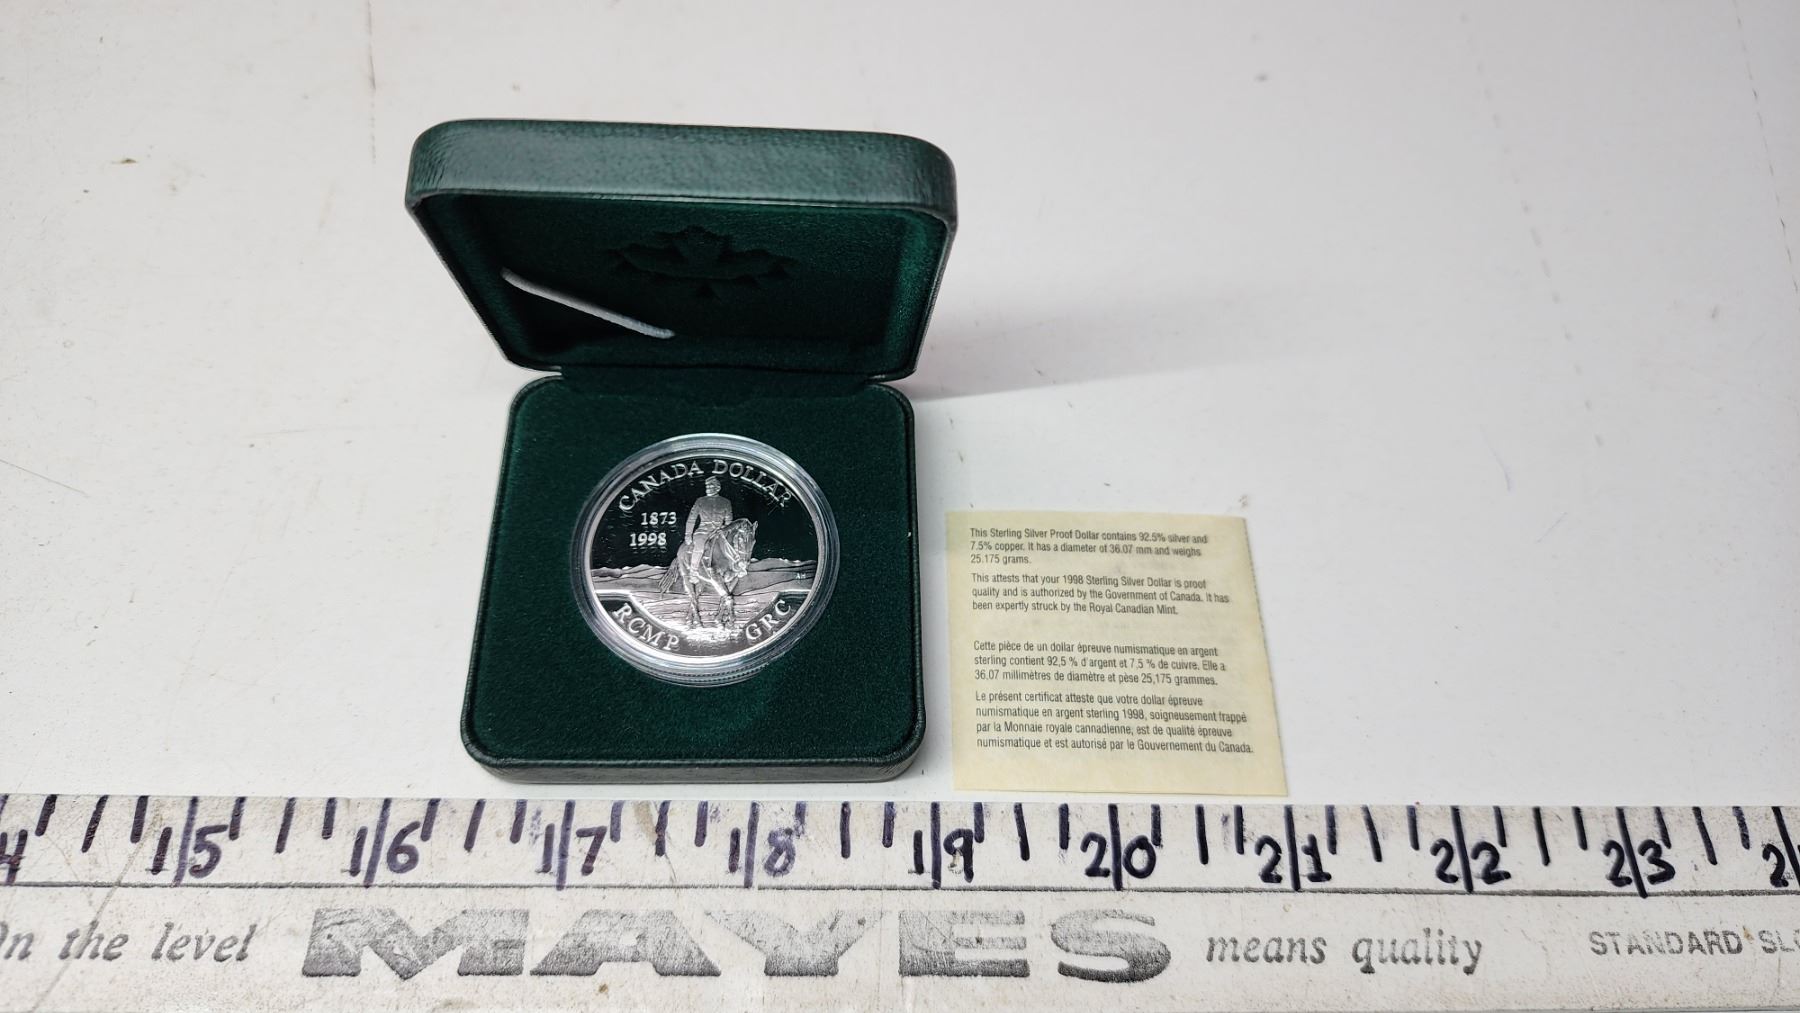 CANADA DOLLAR
1873
1998
RCMP GRC
This Sterling Silver Proof Dollar contains 92.5% silver and
7.5% copper. It has a diameter of 36.07 mm and weighs
25.175 grams.
This attests that your 1998 Sterling Silver Dollar is proof
quality and is authorized by the Government of Canada. It has
been expertly struck by the Royal Canadian Mint.
Cette pièce de un dollar épreuve numismatique en argent
sterling contient 92,5 % d'argent et 7,5 % de cuivre. Elle a
36,07 millimètres de diamètre et pèse 25,175 grammes.
Le présent certificat atteste que votre dollar épreuve
numismatique en argent sterling 1998, soigneusement frappé
par la Monnaie royale cannadienne, est de qualité épreuve
numismatique et est autorisé par le Gouvernement du Canada.
4 15 16 17 18 19 20 21 22 23 2
On the level MAYES means quality STANDARD SLO